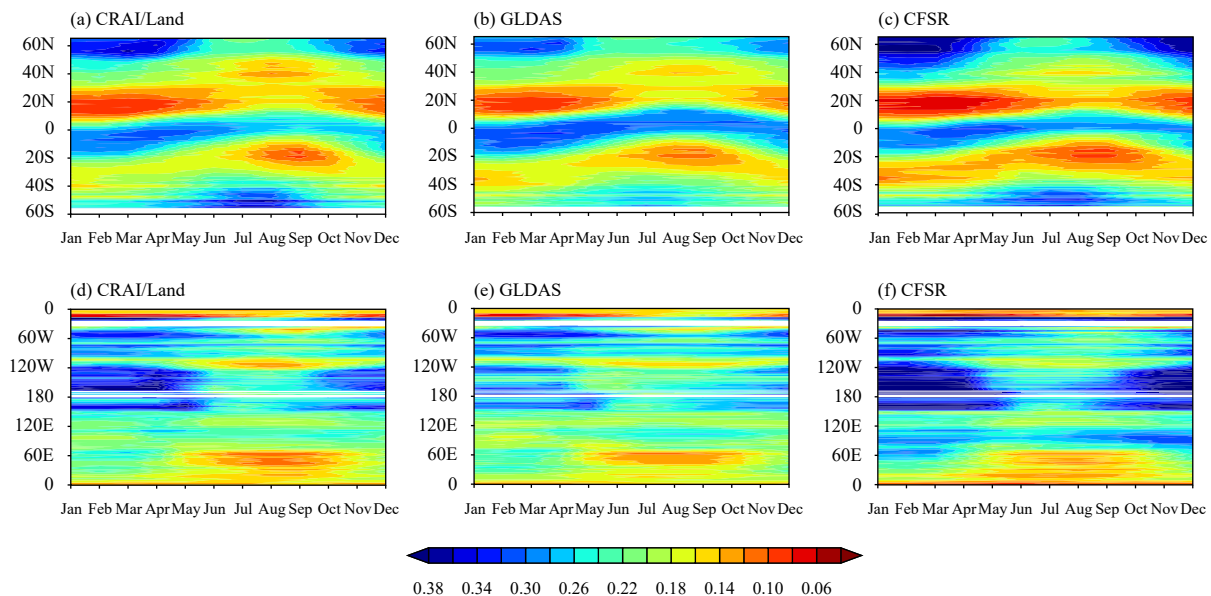 (a) CRAI/Land
(b) GLDAS
(c) CFSR
60N
40N
20N
0
20S
40S
60S
60N
40N
20N
0
20S
40S
60S
60N
40N
20N
0
20S
40S
60S
Jan Feb Mar Apr May Jun Jul Aug Sep Oct Nov Dec
Jan Feb Mar Apr May Jun Jul Aug Sep Oct Nov Dec
Jan Feb Mar Apr May Jun Jul Aug Sep Oct Nov Dec
(d) CRAI/Land
(e) GLDAS
(f) CFSR
0
60W
120W
180
120E
60E
0
0
60W
120W
180
120E
60E
0
0
60W
120W
180
120E
60E
0
Jan Feb Mar Apr May Jun Jul Aug Sep Oct Nov Dec
Jan Feb Mar Apr May Jun Jul Aug Sep Oct Nov Dec
Jan Feb Mar Apr May Jun Jul Aug Sep Oct Nov Dec
0.38 0.34 0.30 0.26 0.22 0.18 0.14 0.10 0.06